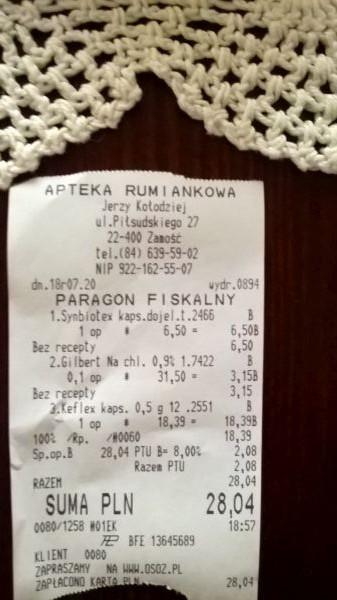 APTEKA RUMIANKOWA
Jerzy Kołodziej
ul.Piłsudskiego 27
22-400 Zamość
tel.(84) 639-59-02
NIP 922-162-55-07
dn.18r07.20 wydr.0894
PARAGON FISKALNY
1.Synbiotex kaps.dojel.t.2466 B
1 op * 6,50 = 6,50B
Bez recepty 6,50
2.Gilbert Na chl. 0,9% 1.7422 B
0,1 op * 31,50 = 3,15B
Bez recepty 3,15
3.Keflex kaps. 0,5 g 12 .2551 B
1 op * 18,39 = 18,39B
100% /Rp. /M0060 18,39
Sp.op.B 28,04 PTU B= 8,00% 2,08
Razem PTU 2,08
RAZEM 28,04
SUMA PLN 28,04
0080/1258 #01EK 18:57
BFE 13645689
KLIENT 0080
ZAPRASZAMY NA WWW.OSOZ.PL
ZAPŁACONO KARTĄ PLN 28,04